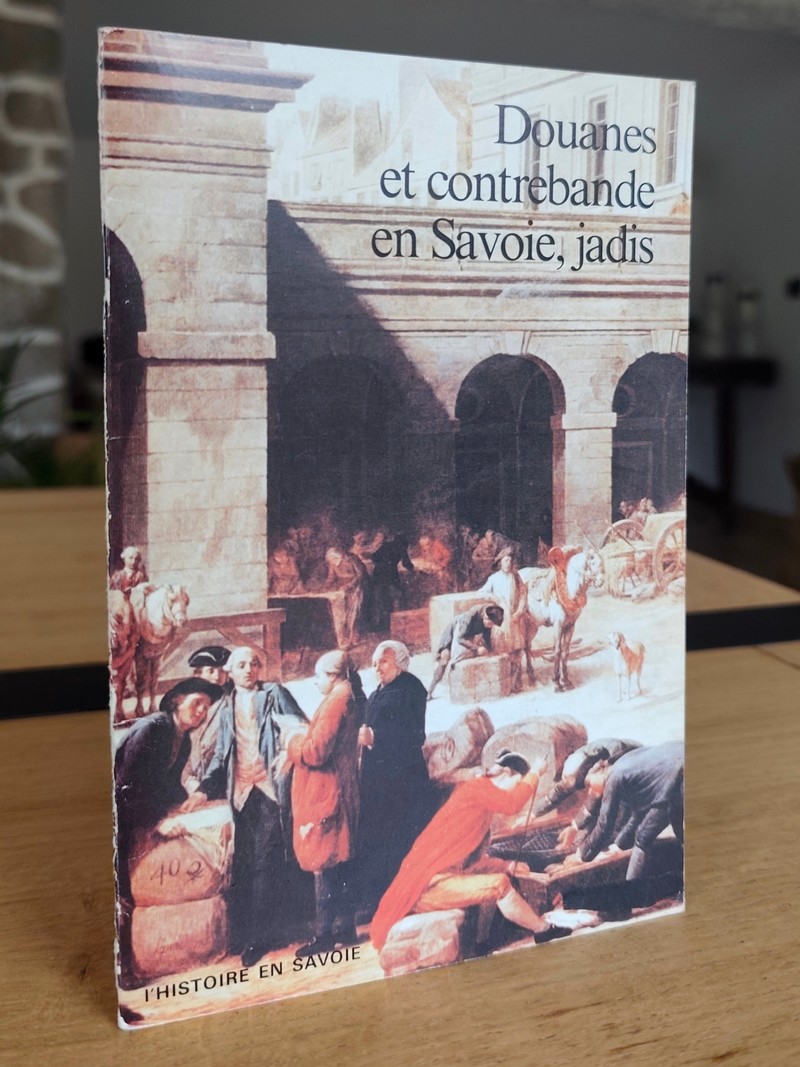 Douanes
et contrebande
en Savoie, jadis
402
l'HISTOIRE EN SAVOIE